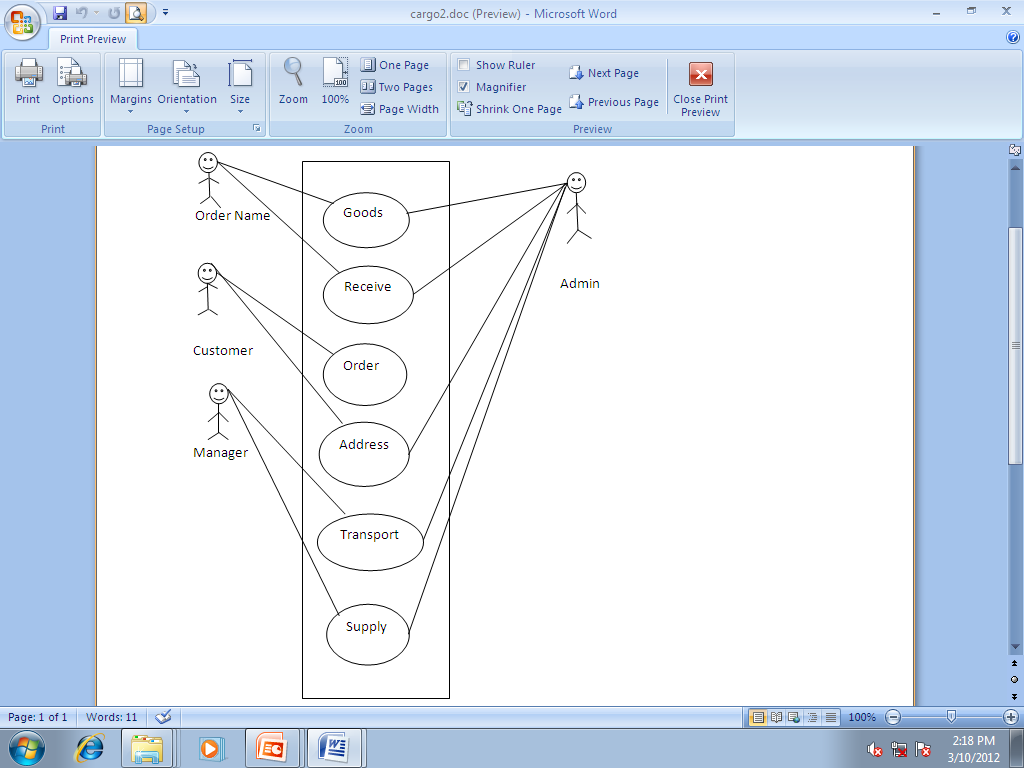 cargo2.doc (Preview) - Microsoft Word
Print Preview
Print
Options
Margins
Orientation
Size
Zoom
100%
One Page
Two Pages
Page Width
Show Ruler
Magnifier
Shrink One Page
Next Page
Previous Page
Close Print
Preview
Print
Page Setup
Zoom
Preview
Order Name
Goods
Receive
Admin
Customer
Order
Address
Manager
Transport
Supply
Page: 1 of 1
Words: 11
100%
2:18 PM
3/10/2012